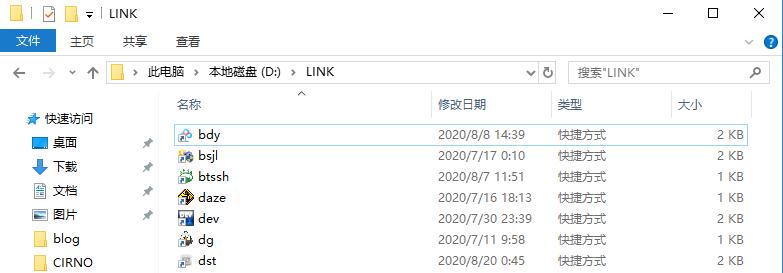 LINK
文件 主页 共享 查看
此电脑 本地磁盘 (D:) LINK 搜索"LINK"
名称 修改日期 类型 大小
快速访问
桌面
下载
文档
图片
blog
CIRNO
bdy 2020/8/8 14:39 快捷方式 2 KB
bsjl 2020/7/17 0:10 快捷方式 2 KB
btssh 2020/8/7 11:51 快捷方式 1 KB
daze 2020/7/16 18:13 快捷方式 1 KB
dev 2020/7/30 23:39 快捷方式 2 KB
dg 2020/7/11 9:58 快捷方式 1 KB
dst 2020/8/20 0:45 快捷方式 2 KB